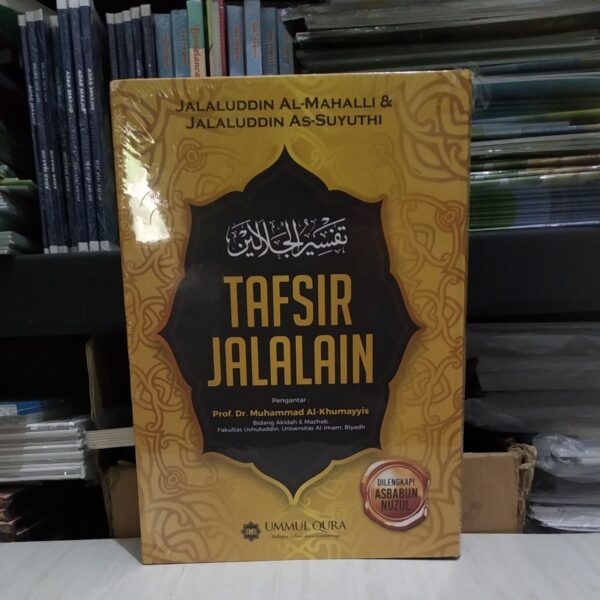 JALALUDDIN AL-MAHALLI &
JALALUDDIN AS-SUYUTHI
تفسير الجلالين
TAFSIR
JALALAIN
Pengantar :
Prof. Dr. Muhammad Al-Khumayyis
Bidang Akidah & Mazhab,
Fakultas Ushuluddin, Universitas Al-Imam, Riyadh
DILENGKAPI
ASBABUN
NUZUL
UMMUL QURA